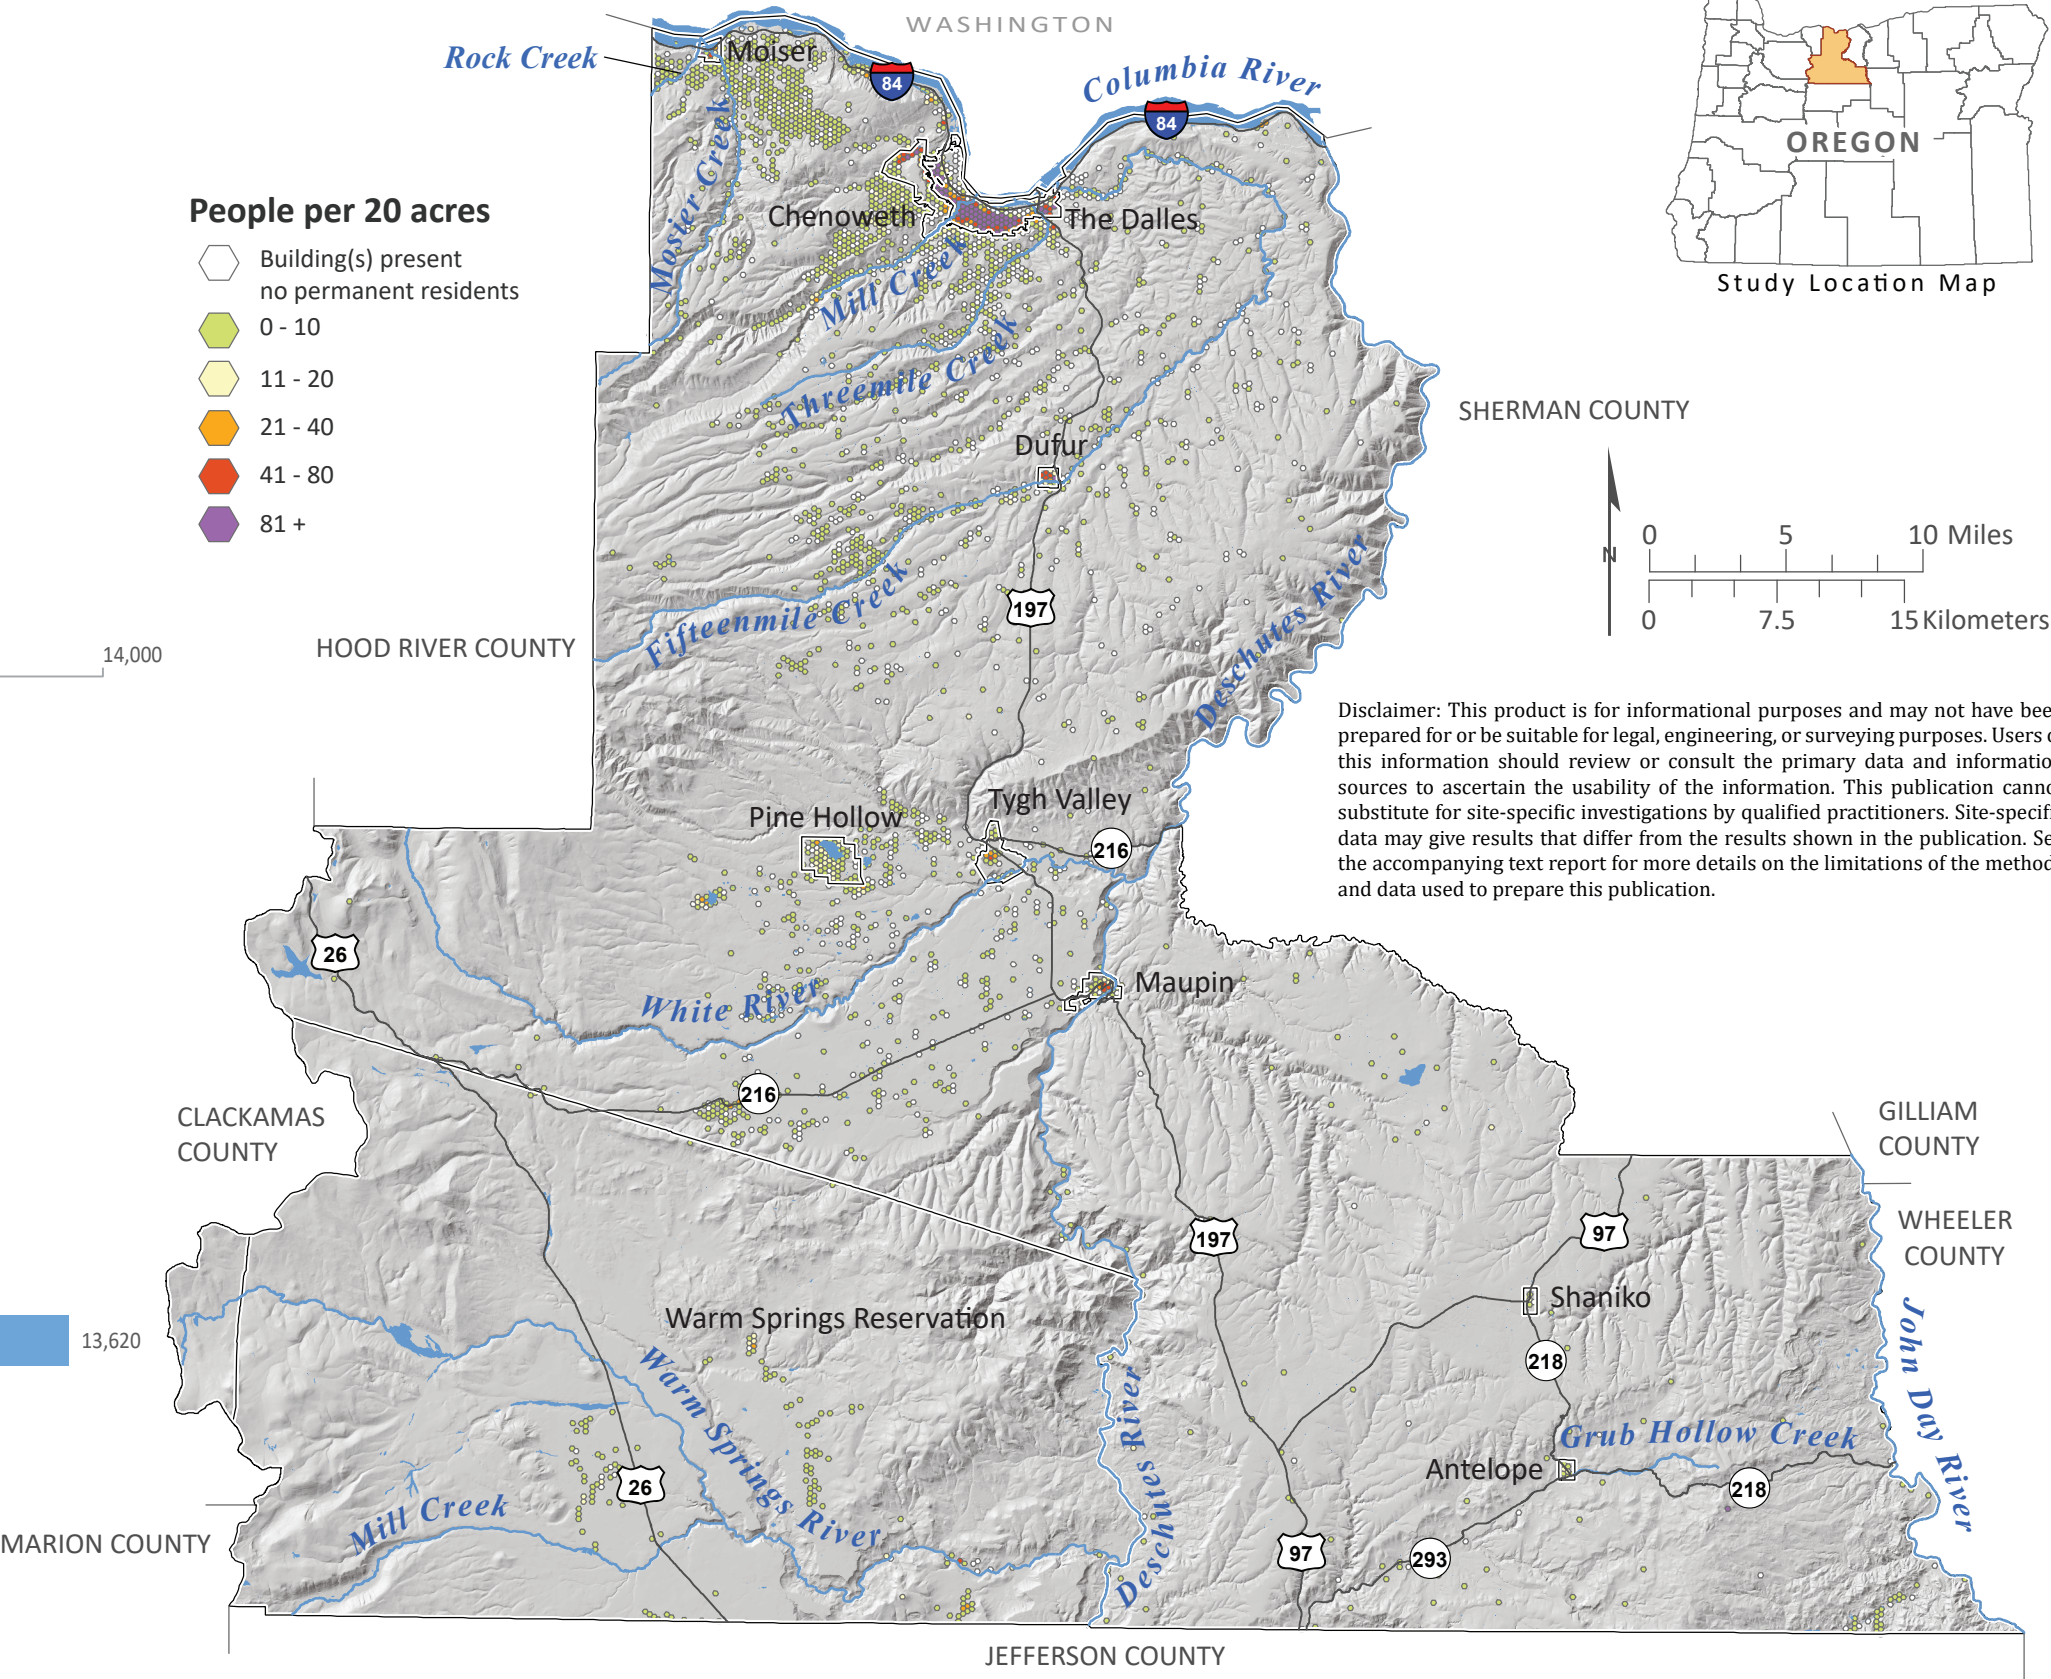 WASHINGTON
Rock Creek
Moiser
84
Columbia River
84
OREGON
Study Location Map
Mosier Creek
People per 20 acres
Building(s) present
no permanent residents
0 - 10
11 - 20
21 - 40
41 - 80
81 +
Chenoweth
The Dalles
Mill Creek
Threemile Creek
SHERMAN COUNTY
Dufur
N
0 5 10 Miles
0 7.5 15 Kilometers
197
Fifteenmile Creek
Deschutes River
HOOD RIVER COUNTY
14,000
Disclaimer: This product is for informational purposes and may not have bee
prepared for or be suitable for legal, engineering, or surveying purposes. Users o
this information should review or consult the primary data and informatio
sources to ascertain the usability of the information. This publication canno
substitute for site-specific investigations by qualified practitioners. Site-specifi
data may give results that differ from the results shown in the publication. Se
the accompanying text report for more details on the limitations of the method
and data used to prepare this publication.
Pine Hollow
Tygh Valley
216
26
White River
Maupin
216
CLACKAMAS
COUNTY
GILLIAM
COUNTY
197
97
WHEELER
COUNTY
Shaniko
Warm Springs Reservation
13,620
218
John Day River
Warm Springs River
Deschutes River
Grub Hollow Creek
Antelope
218
26
Mill Creek
MARION COUNTY
97
293
JEFFERSON COUNTY